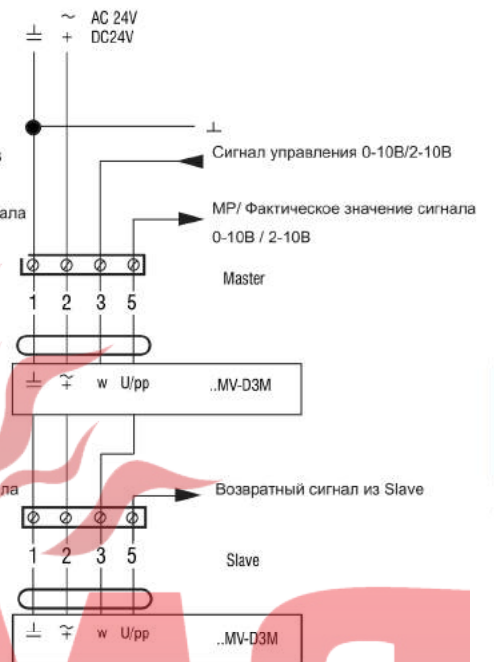 ⊥ ~ AC 24V
+ DC24V
⊥
Сигнал управления 0-10В/2-10В
MP/ Фактическое значение сигнала
0-10В / 2-10В
Master
1 2 3 5
⊥ ~ w U/pp ..MV-D3M
Возвратный сигнал из Slave
1 2 3 5
Slave
⊥ ~ w U/pp ..MV-D3M